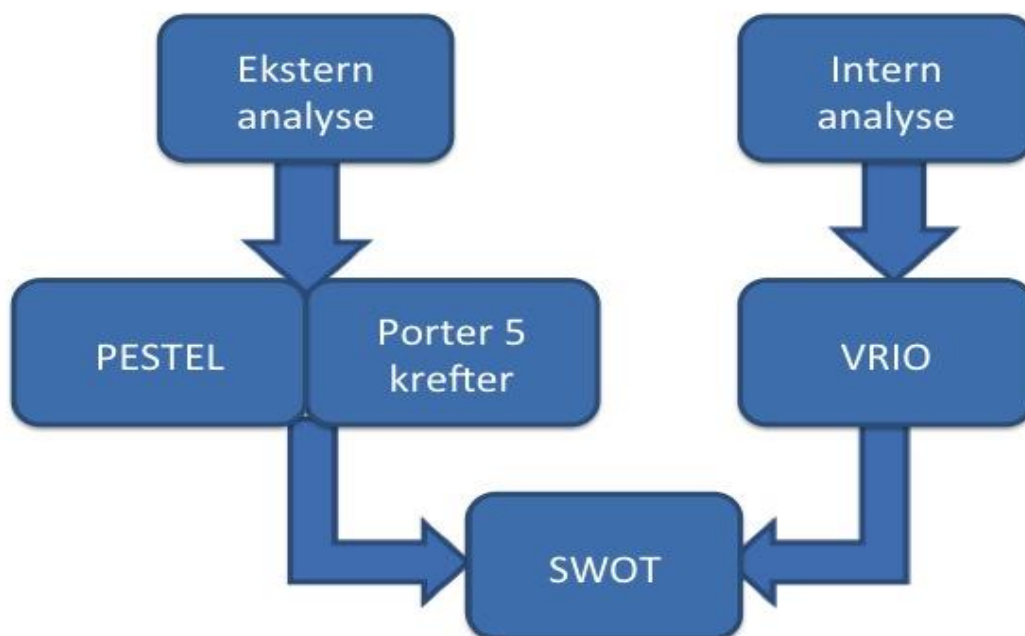 Ekstern
analyse
Intern
analyse
PESTEL
Porter 5
krefter
VRIO
SWOT